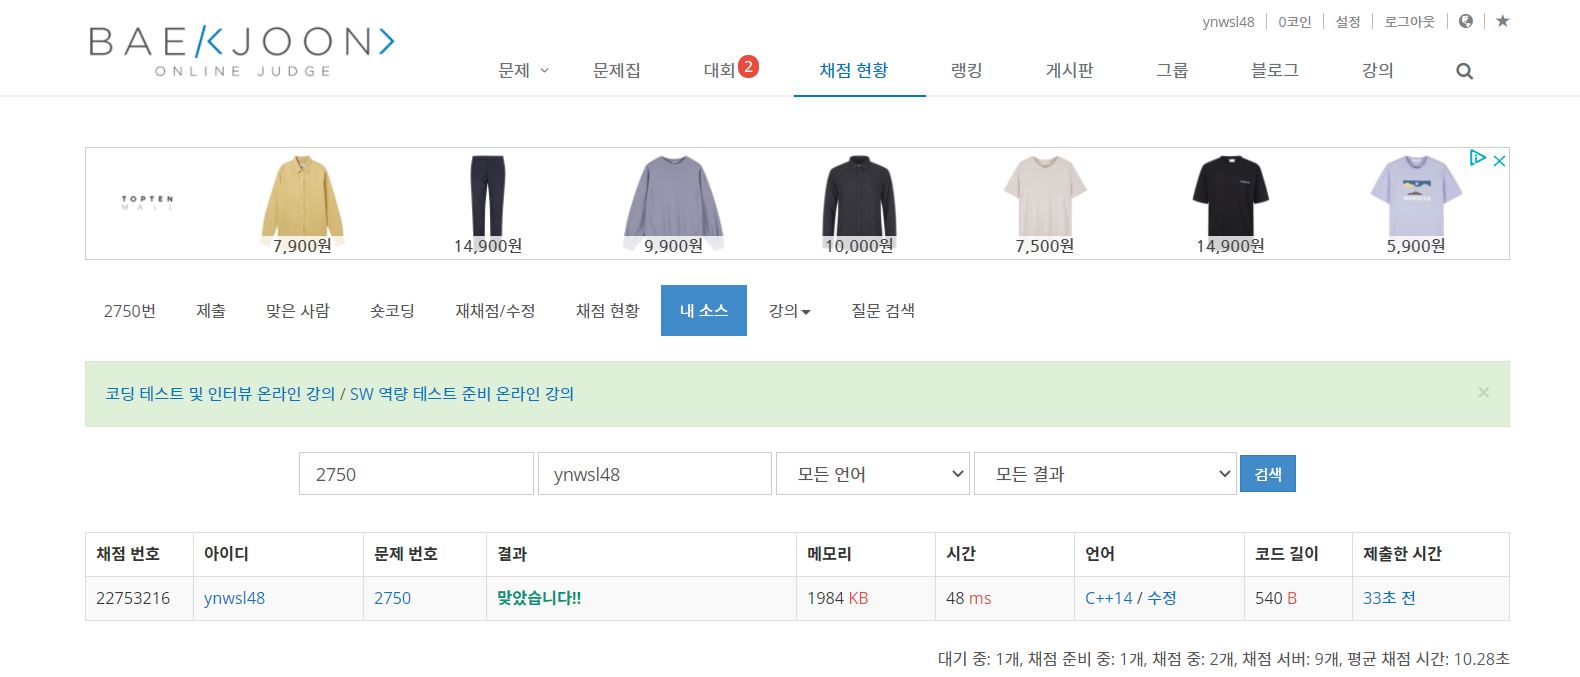 ynwsl48 0코인 설정 로그아웃
BAEKJOON>
ONLINE JUDGE
문제 문제집 대회 2 채점 현황 랭킹 게시판 그룹 블로그 강의
TOPTEN
MALL
7,900원 14,900원 9,900원 10,000원 7,500원 14,900원 5,900원
2750번 제출 맞은 사람 숏코딩 재채점/수정 채점 현황 내 소스 강의 질문 검색
코딩 테스트 및 인터뷰 온라인 강의 / SW 역량 테스트 준비 온라인 강의 ×
2750 ynwsl48 모든 언어 모든 결과 검색
채점 번호 아이디 문제 번호 결과 메모리 시간 언어 코드 길이 제출한 시간
22753216 ynwsl48 2750 맞았습니다!! 1984 KB 48 ms C++14 / 수정 540 B 33초 전
대기 중: 1개, 채점 준비 중: 1개, 채점 중: 2개, 채점 서버: 9개, 평균 채점 시간: 10.28초